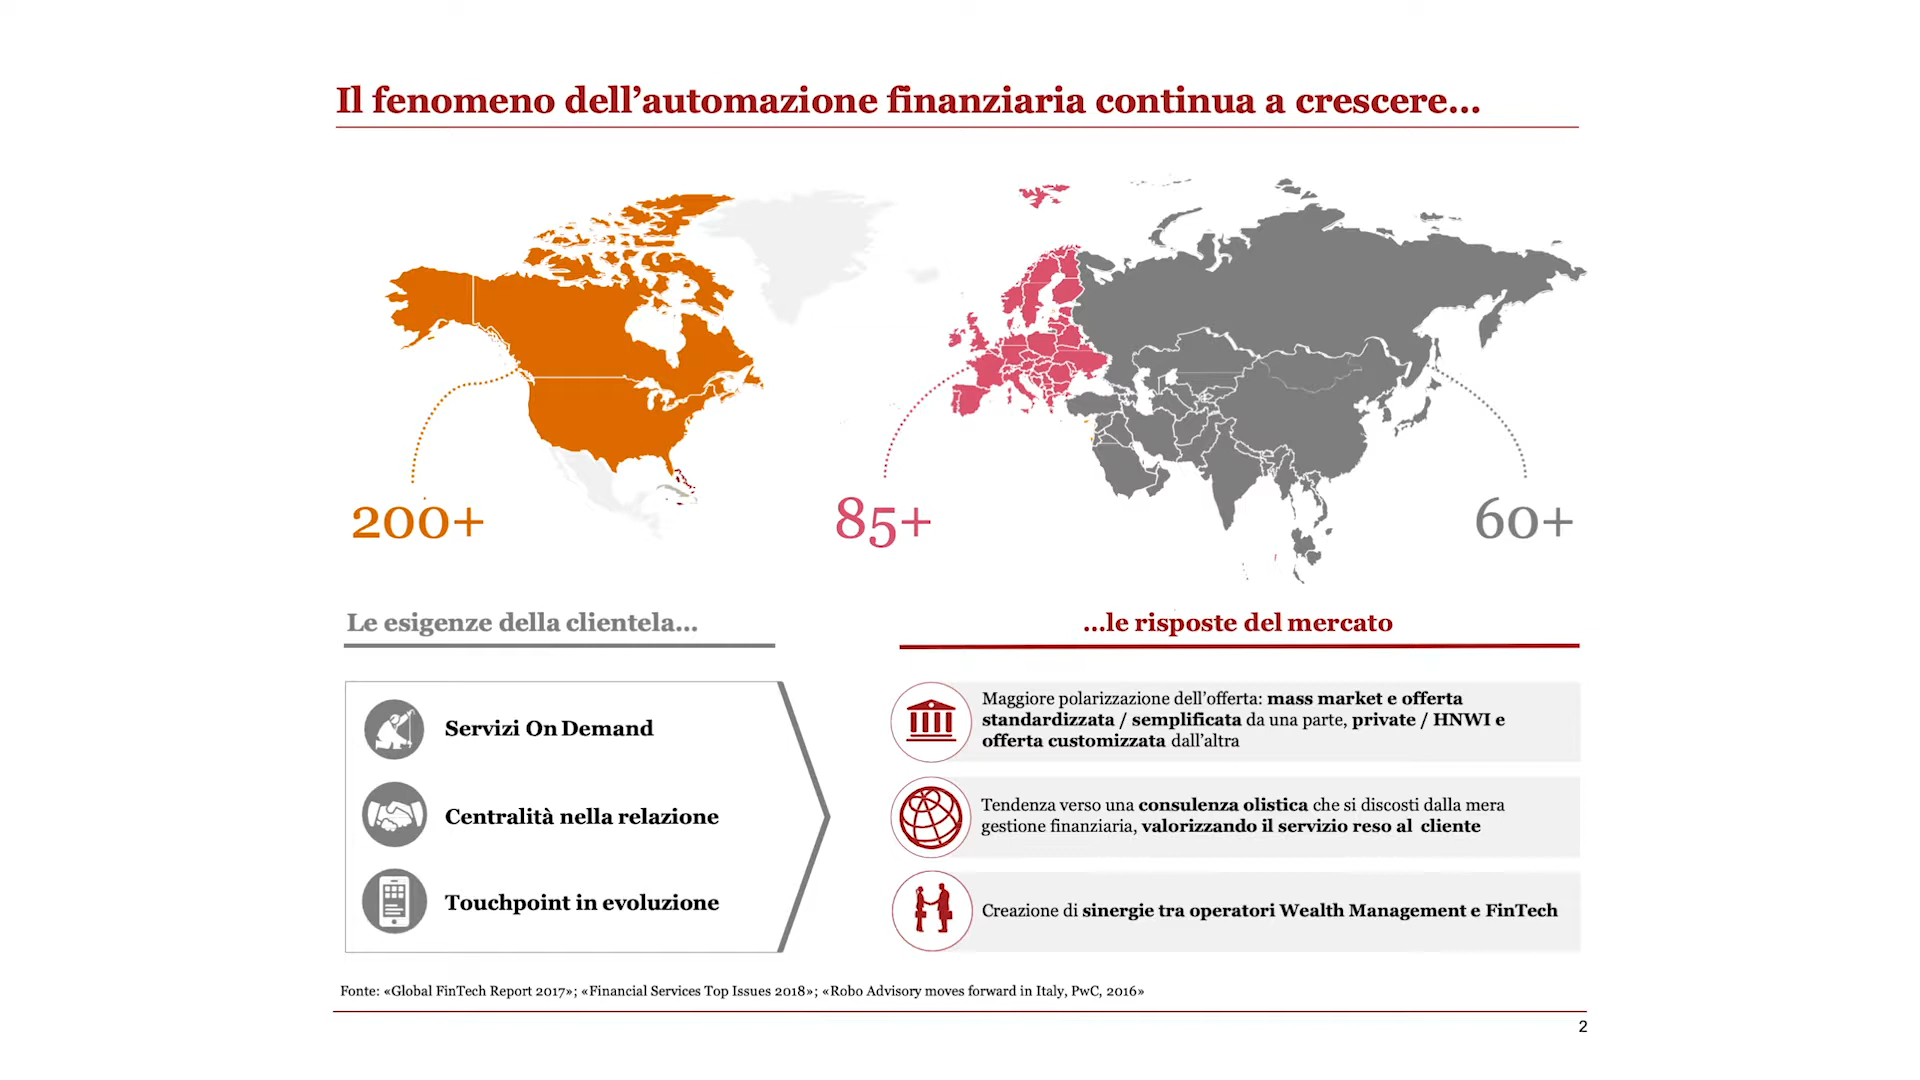 Il fenomeno dell’automazione finanziaria continua a crescere…
200+
85+
60+
Le esigenze della clientela…
Servizi On Demand
Centralità nella relazione
Touchpoint in evoluzione
…le risposte del mercato
Maggiore polarizzazione dell’offerta: mass market e offerta
standardizzata / semplificata da una parte, private / HNWI e
offerta customizzata dall’altra
Tendenza verso una consulenza olistica che si discosti dalla mera
gestione finanziaria, valorizzando il servizio reso al cliente
Creazione di sinergie tra operatori Wealth Management e FinTech
Fonte: «Global FinTech Report 2017»; «Financial Services Top Issues 2018»; «Robo Advisory moves forward in Italy, PwC, 2016»
2